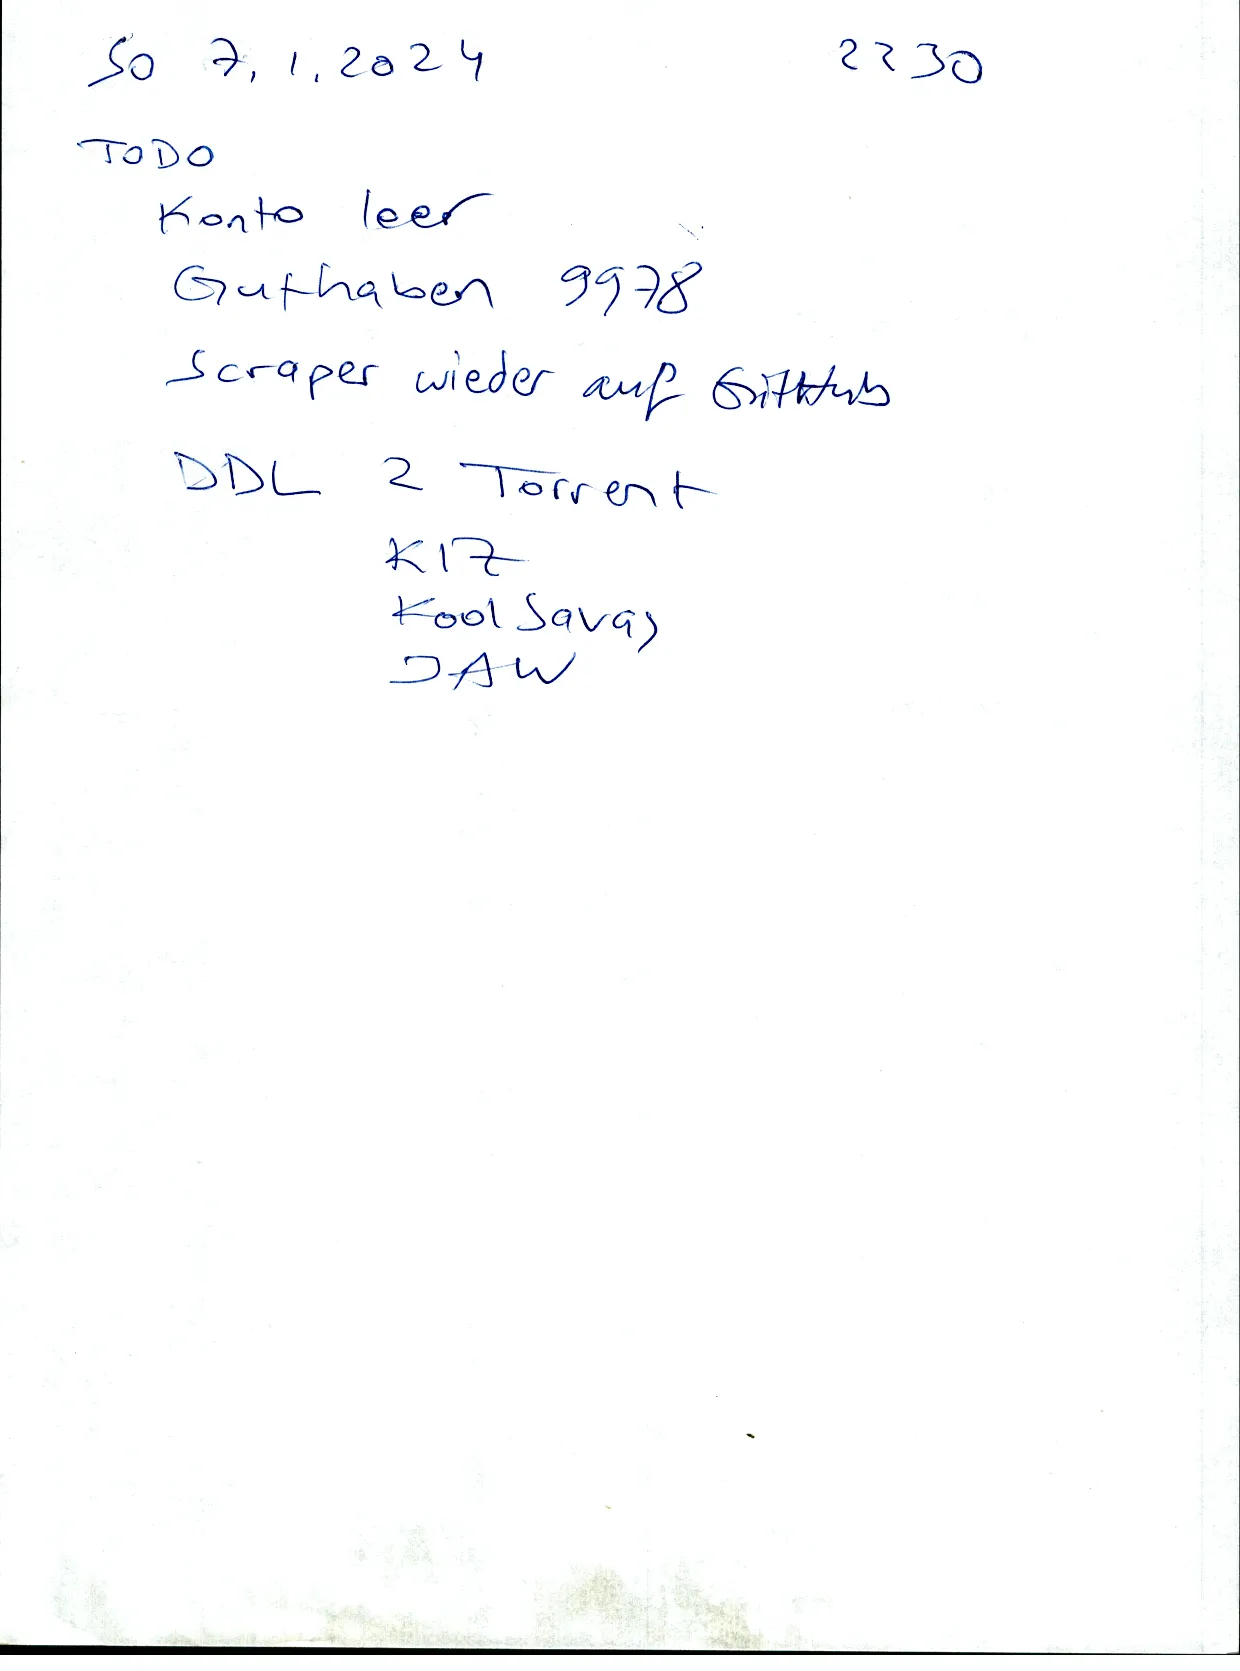 So 7.1.2024 2230
TODO
Konto leer
Guthaben 9978
Scraper wieder auf GitHub
DDL 2 Torrent
KIZ
Kool Savas
JAW